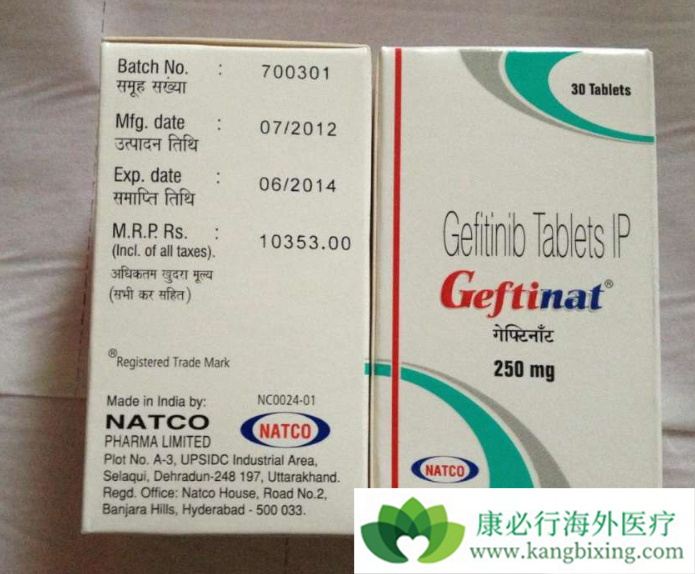 Batch No. : 700301
समूह संख्या
Mfg. date : 07/2012
उत्पादन तिथि
Exp. date : 06/2014
समाप्ति तिथि
M.R.P. Rs. : 10353.00
(Incl. of all taxes).
अधिकतम खुदरा मूल्य
(सभी कर सहित)
®Registered Trade Mark
Made in India by: NC0024-01
NATCO
PHARMA LIMITED
NATCO
Plot No. A-3, UPSIDC Industrial Area,
Selaqui, Dehradun-248 197, Uttarakhand.
Regd. Office: Natco House, Road No.2,
Banjara Hills, Hyderabad - 500 033.
30 Tablets
Gefitinib Tablets IP
Geftinat®
गेफ्टिनॉट
250 mg
NATCO
康必行海外医疗
www.kangbixing.com